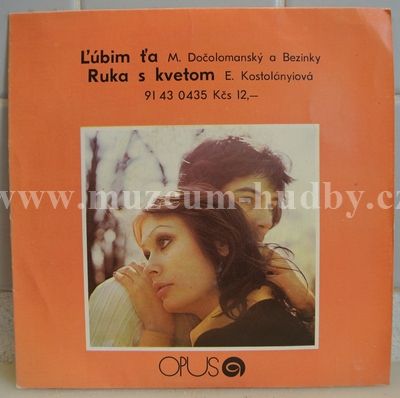 Ľúbim ťa M. Dočolomanský a Bezinky
Ruka s kvetom E. Kostolányiová
91 43 0435 Kčs 12,—
www.muzeum-hudby.cz
OPUS